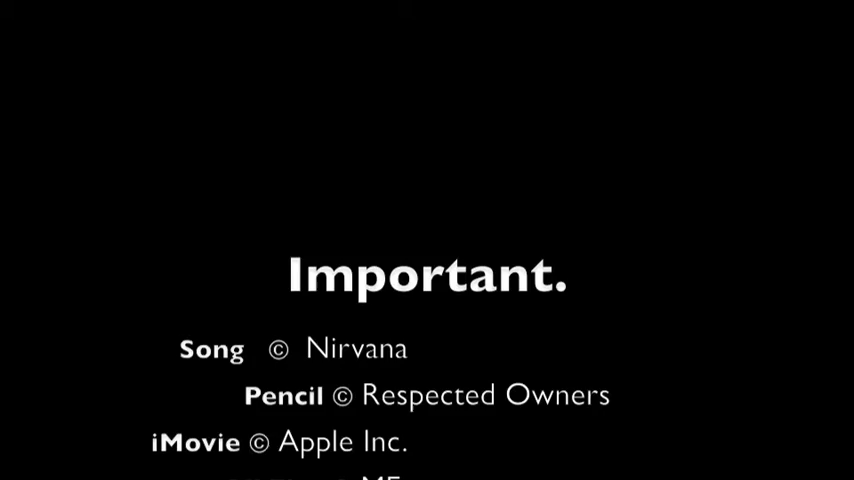 Important.
Song © Nirvana
Pencil © Respected Owners
iMovie © Apple Inc.